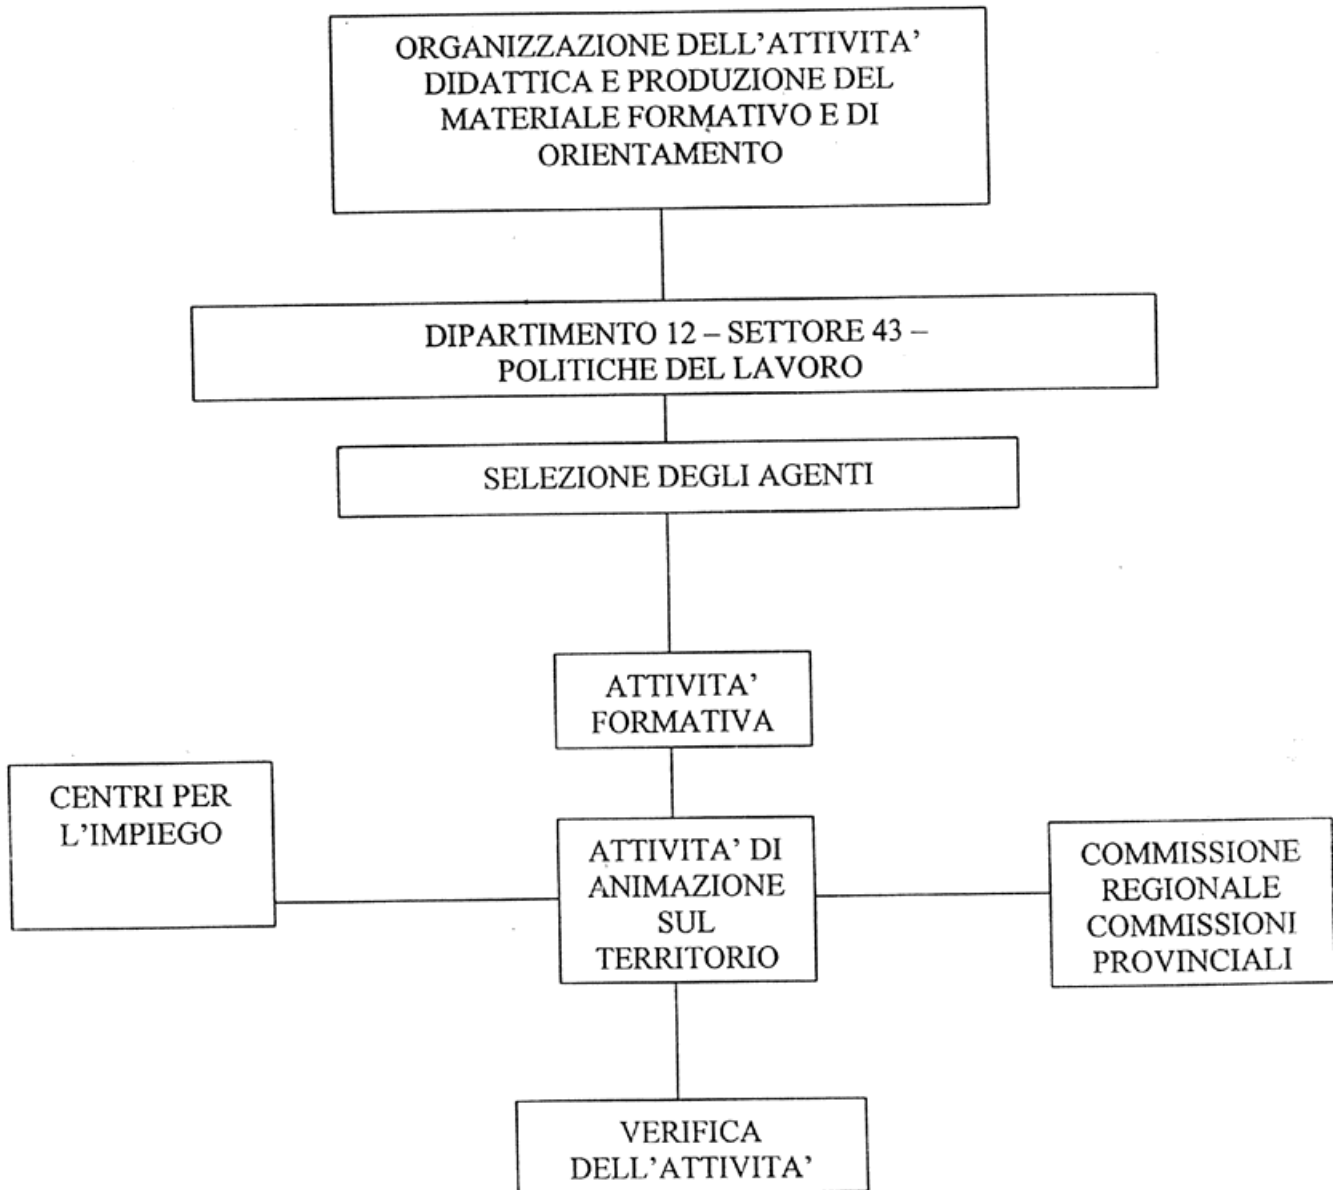 ORGANIZZAZIONE DELL'ATTIVITA'
DIDATTICA E PRODUZIONE DEL
MATERIALE FORMATIVO E DI
ORIENTAMENTO
DIPARTIMENTO 12 – SETTORE 43 –
POLITICHE DEL LAVORO
SELEZIONE DEGLI AGENTI
ATTIVITA'
FORMATIVA
CENTRI PER
L'IMPIEGO
ATTIVITA' DI
ANIMAZIONE
SUL
TERRITORIO
COMMISSIONE
REGIONALE
COMMISSIONI
PROVINCIALI
VERIFICA
DELL'ATTIVITA'